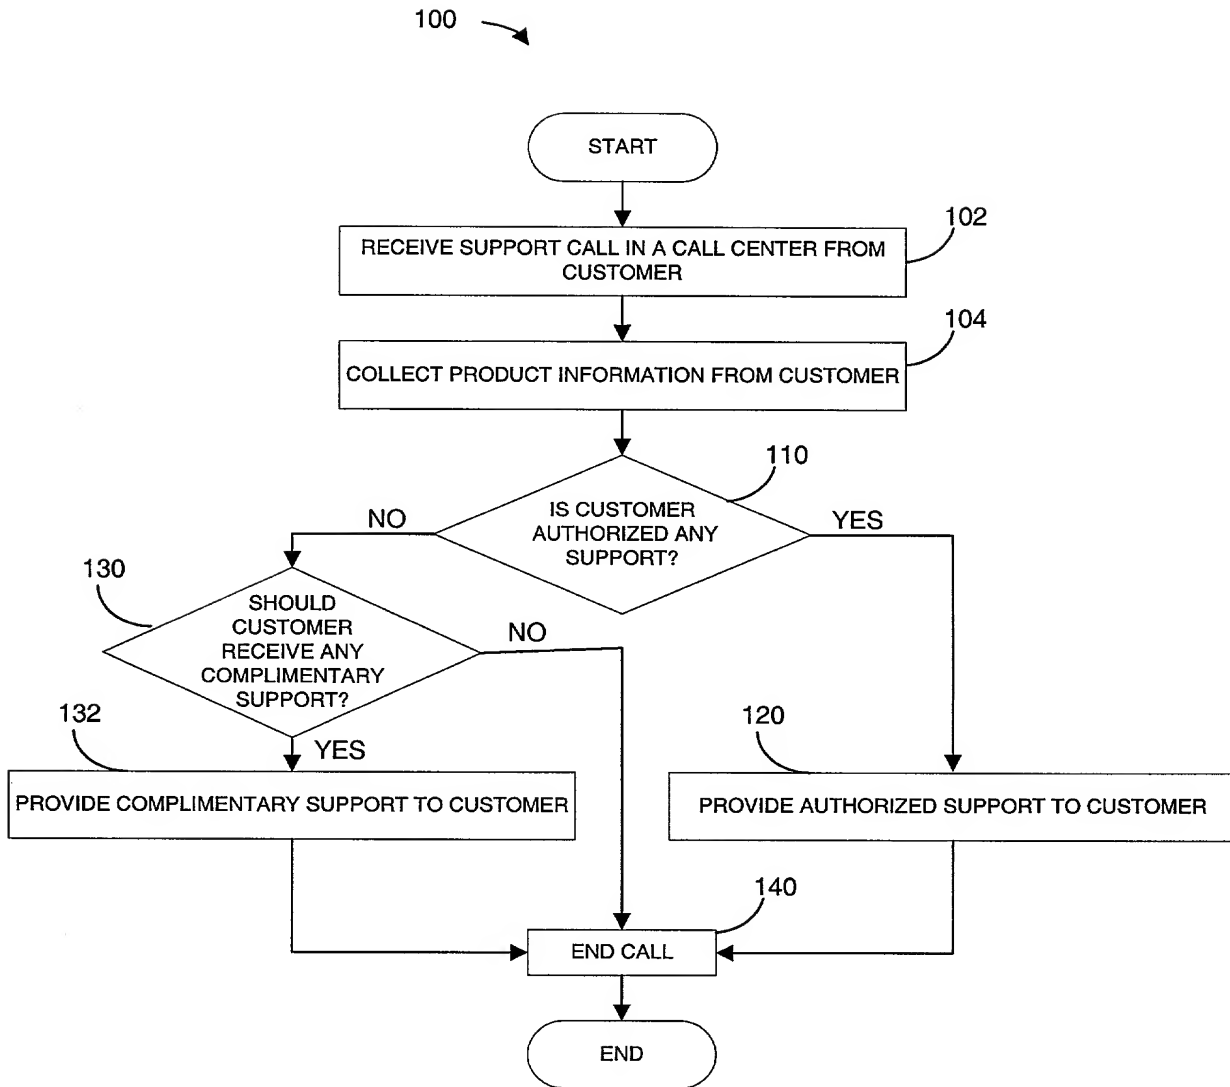 100
START
102
RECEIVE SUPPORT CALL IN A CALL CENTER FROM
CUSTOMER
104
COLLECT PRODUCT INFORMATION FROM CUSTOMER
110
IS CUSTOMER
AUTHORIZED ANY
SUPPORT?
NO
YES
130
SHOULD
CUSTOMER
RECEIVE ANY
COMPLIMENTARY
SUPPORT?
NO
YES
132
PROVIDE COMPLIMENTARY SUPPORT TO CUSTOMER
120
PROVIDE AUTHORIZED SUPPORT TO CUSTOMER
140
END CALL
END